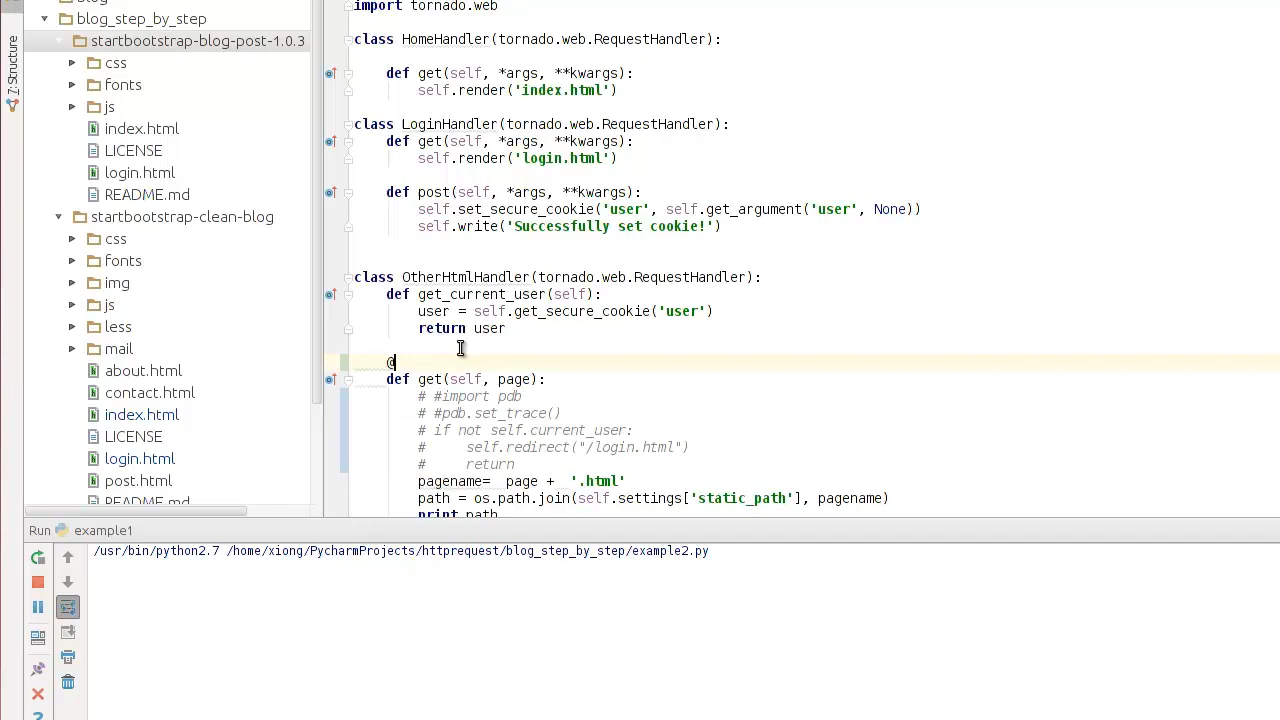 blog
blog_step_by_step
startbootstrap-blog-post-1.0.3
css
fonts
js
index.html
LICENSE
login.html
README.md
startbootstrap-clean-blog
css
fonts
img
js
less
mail
about.html
contact.html
index.html
LICENSE
login.html
post.html
README.md
7: Structure
import tornado.web
class HomeHandler(tornado.web.RequestHandler):
def get(self, *args, **kwargs):
self.render('index.html')
class LoginHandler(tornado.web.RequestHandler):
def get(self, *args, **kwargs):
self.render('login.html')
def post(self, *args, **kwargs):
self.set_secure_cookie('user', self.get_argument('user', None))
self.write('Successfully set cookie!')
class OtherHtmlHandler(tornado.web.RequestHandler):
def get_current_user(self):
user = self.get_secure_cookie('user')
return user
@
def get(self, page):
# #import pdb
# #pdb.set_trace()
# if not self.current_user:
#     self.redirect("/login.html")
#     return
pagename=  page +  '.html'
path = os.path.join(self.settings['static_path'], pagename)
print path
Run example1
/usr/bin/python2.7 /home/xiong/PycharmProjects/httprequest/blog_step_by_step/example2.py